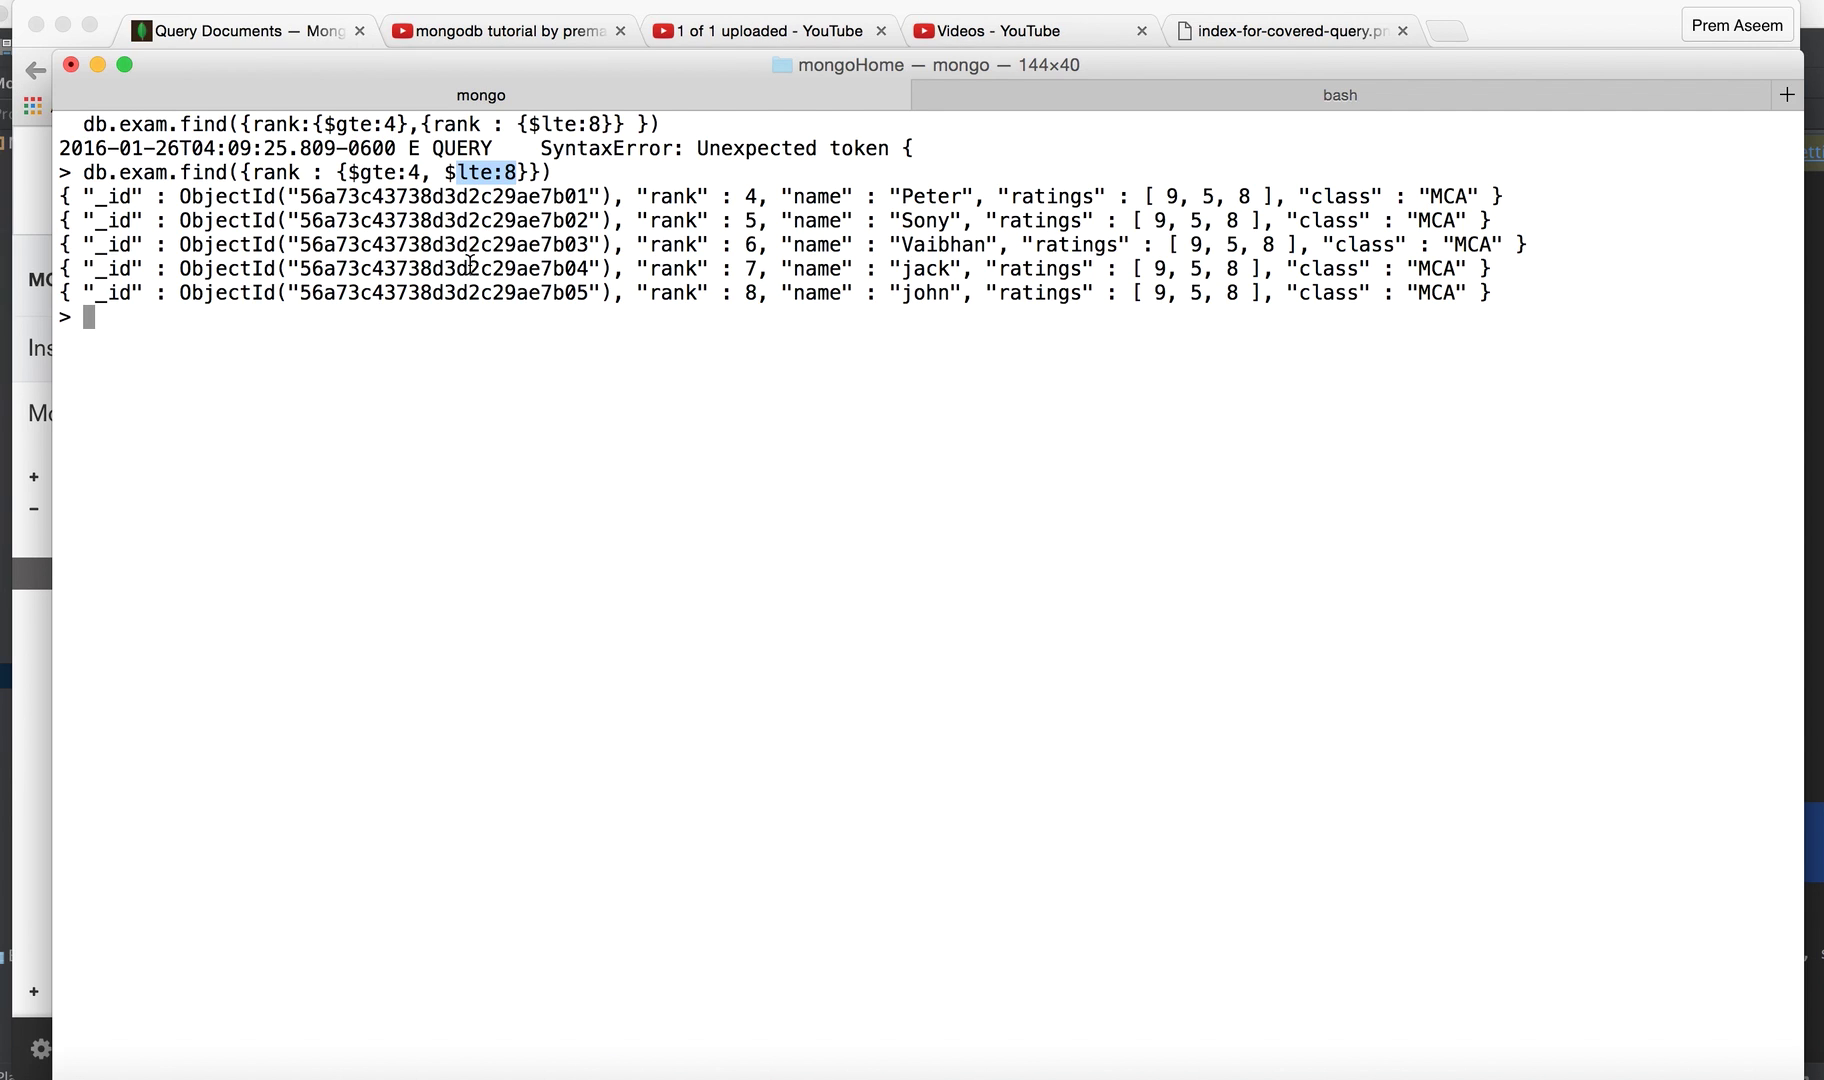 Query Documents — Mong
mongodb tutorial by prema
1 of 1 uploaded - YouTube
Videos - YouTube
index-for-covered-query.pr
Prem Aseem
mongoHome — mongo — 144×40
mongo
bash
db.exam.find({rank:{$gte:4},{rank : {$lte:8}} })
2016-01-26T04:09:25.809-0600 E QUERY    SyntaxError: Unexpected token {
> db.exam.find({rank : {$gte:4, $lte:8}})
{ "_id" : ObjectId("56a73c43738d3d2c29ae7b01"), "rank" : 4, "name" : "Peter", "ratings" : [ 9, 5, 8 ], "class" : "MCA" }
{ "_id" : ObjectId("56a73c43738d3d2c29ae7b02"), "rank" : 5, "name" : "Sony", "ratings" : [ 9, 5, 8 ], "class" : "MCA" }
{ "_id" : ObjectId("56a73c43738d3d2c29ae7b03"), "rank" : 6, "name" : "Vaibhan", "ratings" : [ 9, 5, 8 ], "class" : "MCA" }
{ "_id" : ObjectId("56a73c43738d3d2c29ae7b04"), "rank" : 7, "name" : "jack", "ratings" : [ 9, 5, 8 ], "class" : "MCA" }
{ "_id" : ObjectId("56a73c43738d3d2c29ae7b05"), "rank" : 8, "name" : "john", "ratings" : [ 9, 5, 8 ], "class" : "MCA" }
>
Ins